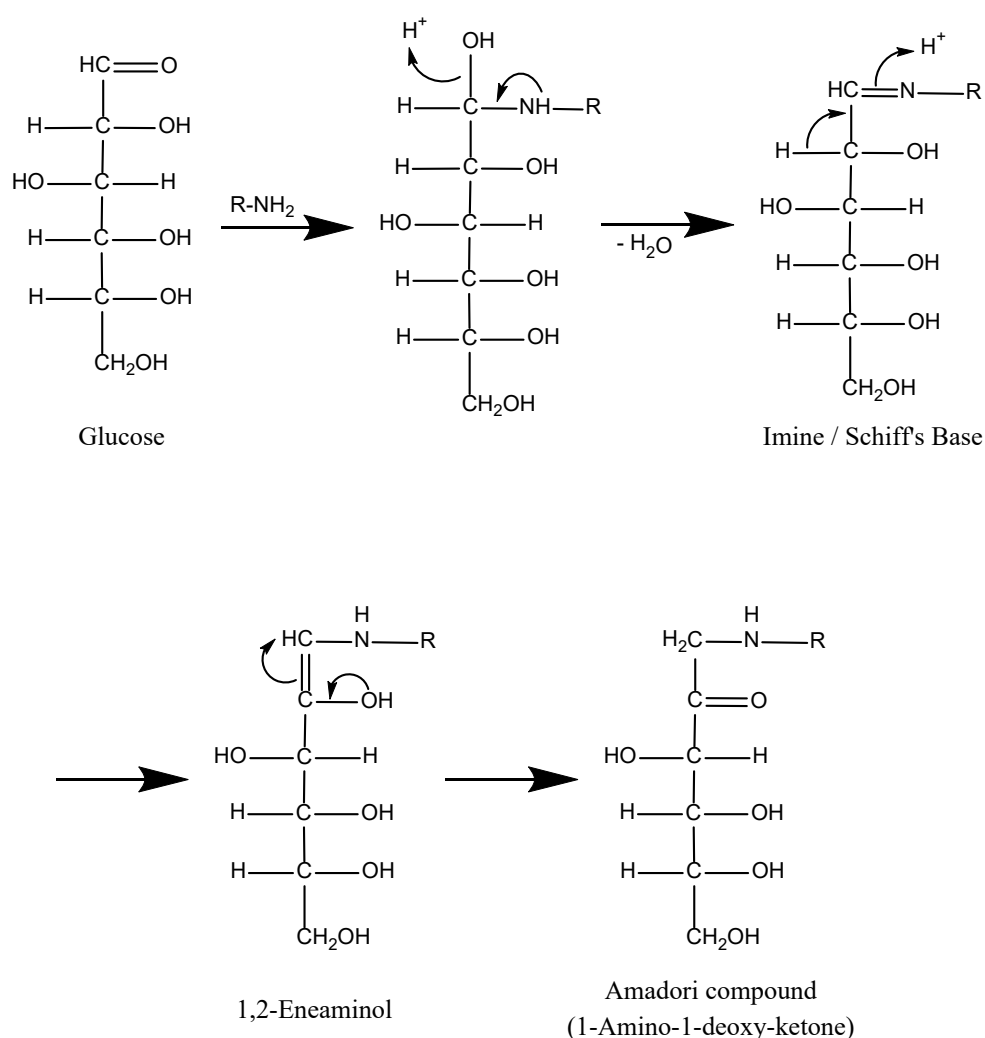 HC=O
H-C-OH
HO-C-H
H-C-OH
H-C-OH
CH₂OH
Glucose
R-NH₂
H⁺
OH
H-C-NH-R
H-C-OH
HO-C-H
H-C-OH
H-C-OH
CH₂OH
- H₂O
H⁺
HC=N-R
H-C-OH
HO-C-H
H-C-OH
H-C-OH
CH₂OH
Imine / Schiff's Base
H
HC-N-R
C-OH
HO-C-H
H-C-OH
H-C-OH
CH₂OH
1,2-Eneaminol
H
H₂C-N-R
C=O
HO-C-H
H-C-OH
H-C-OH
CH₂OH
Amadori compound
(1-Amino-1-deoxy-ketone)